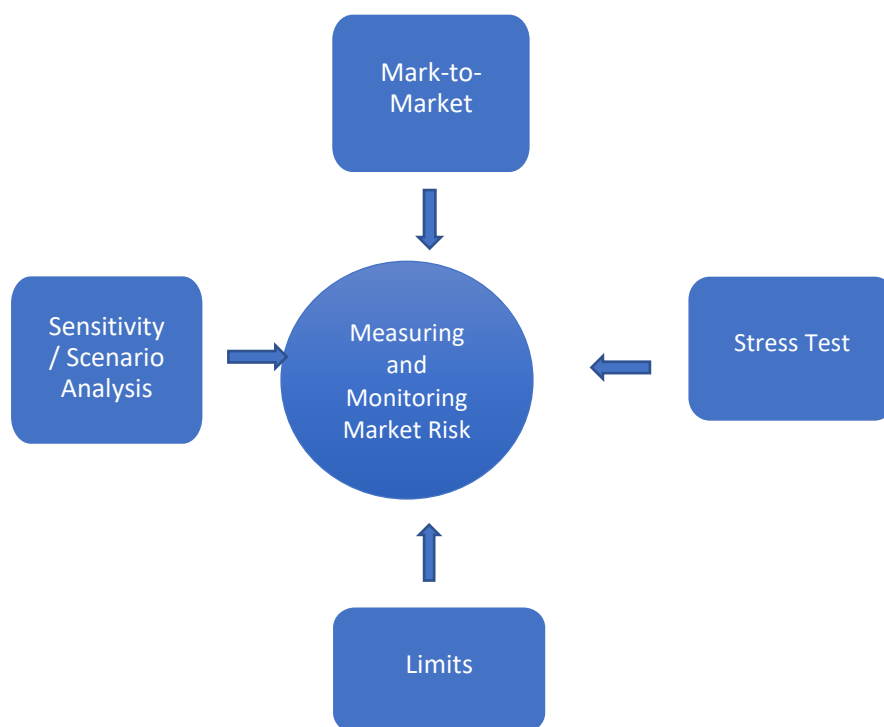 Mark-to-
Market
Sensitivity
/ Scenario
Analysis
Measuring
and
Monitoring
Market Risk
Stress Test
Limits